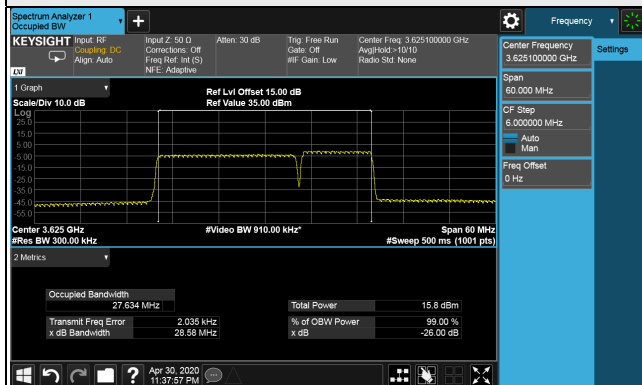 Spectrum Analyzer 1
Occupied BW
Frequency
KEYSIGHT
Input: RF
Coupling: DC
Align: Auto
Input Z: 50 Ω
Corrections: Off
Freq Ref: Int (S)
NFE: Adaptive
Atten: 30 dB
Trig: Free Run
Gate: Off
#IF Gain: Low
Center Freq: 3.625100000 GHz
Avg|Hold:>10/10
Radio Std: None
LXI
Center Frequency
3.625100000 GHz
Settings
Span
60.000 MHz
CF Step
6.000000 MHz
Auto
Man
Freq Offset
0 Hz
1 Graph
Scale/Div 10.0 dB
Ref Lvl Offset 15.00 dB
Ref Value 35.00 dBm
Log
25.0
15.0
5.00
-5.00
-15.0
-25.0
-35.0
-45.0
-55.0
Center 3.625 GHz
#Video BW 910.00 kHz*
Span 60 MHz
#Res BW 300.00 kHz
#Sweep 500 ms (1001 pts)
2 Metrics
Occupied Bandwidth
27.634 MHz
Total Power 15.8 dBm
Transmit Freq Error 2.035 kHz
% of OBW Power 99.00 %
x dB Bandwidth 28.58 MHz
x dB -26.00 dB
?
Apr 30, 2020
11:37:57 PM